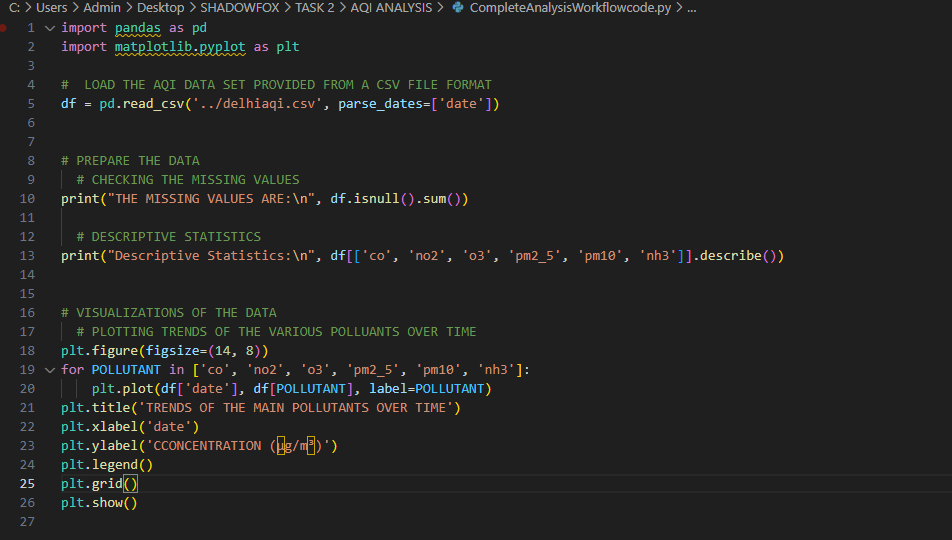 C: > Users > Admin > Desktop > SHADOWFOX > TASK 2 > AQI ANALYSIS > CompleteAnalysisWorkflowcode.py > ...
1 import pandas as pd
2 import matplotlib.pyplot as plt
3
4 #  LOAD THE AQI DATA SET PROVIDED FROM A CSV FILE FORMAT
5 df = pd.read_csv('../delhiaqi.csv', parse_dates=['date'])
6
7
8 # PREPARE THE DATA
9   # CHECKING THE MISSING VALUES
10 print("THE MISSING VALUES ARE:\n", df.isnull().sum())
11
12   # DESCRIPTIVE STATISTICS
13 print("Descriptive Statistics:\n", df[['co', 'no2', 'o3', 'pm2_5', 'pm10', 'nh3']].describe())
14
15
16 # VISUALIZATIONS OF THE DATA
17   # PLOTTING TRENDS OF THE VARIOUS POLLUANTS OVER TIME
18 plt.figure(figsize=(14, 8))
19 for POLLUTANT in ['co', 'no2', 'o3', 'pm2_5', 'pm10', 'nh3']:
20     plt.plot(df['date'], df[POLLUTANT], label=POLLUTANT)
21 plt.title('TRENDS OF THE MAIN POLLUTANTS OVER TIME')
22 plt.xlabel('date')
23 plt.ylabel('CCONCENTRATION (µg/m³)')
24 plt.legend()
25 plt.grid()
26 plt.show()
27